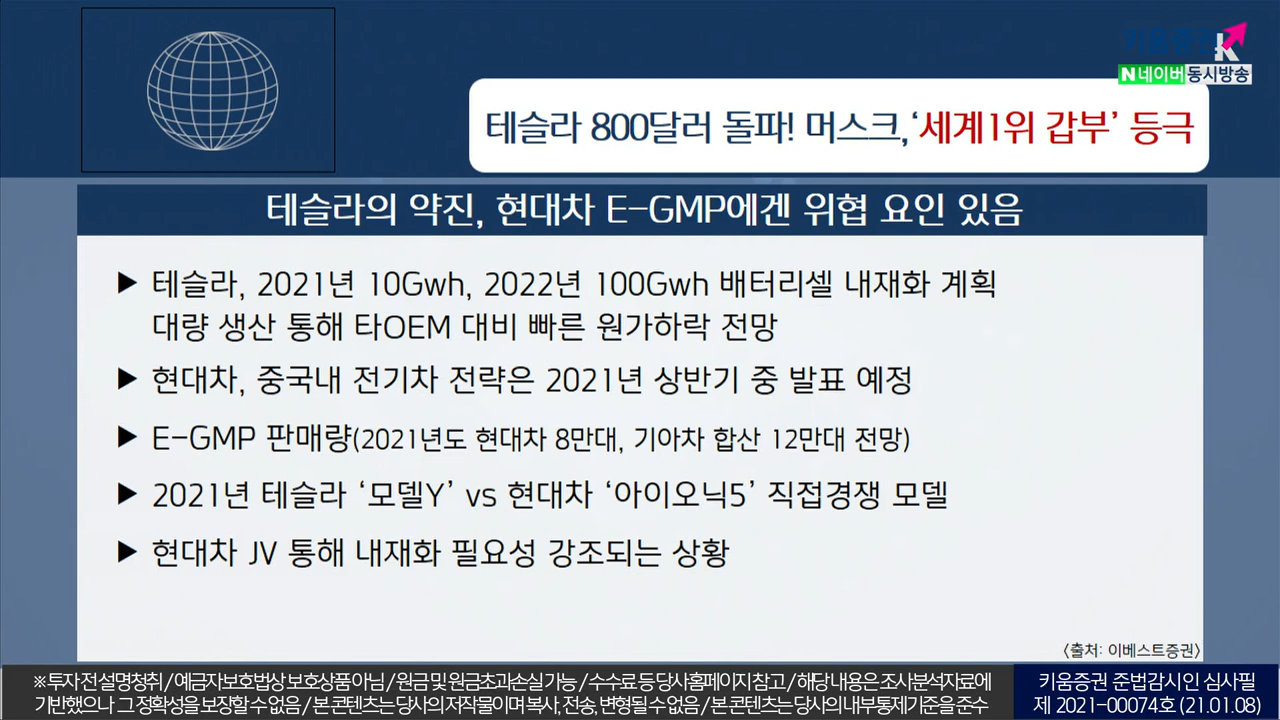 키움증권
N 네이버 동시방송
테슬라 800달러 돌파! 머스크,‘세계1위 갑부’ 등극
테슬라의 약진, 현대차 E-GMP에겐 위협 요인 있음
▶ 테슬라, 2021년 10Gwh, 2022년 100Gwh 배터리셀 내재화 계획
대량 생산 통해 타OEM 대비 빠른 원가하락 전망
▶ 현대차, 중국내 전기차 전략은 2021년 상반기 중 발표 예정
▶ E-GMP 판매량(2021년도 현대차 8만대, 기아차 합산 12만대 전망)
▶ 2021년 테슬라 ‘모델Y’ vs 현대차 ‘아이오닉5’ 직접경쟁 모델
▶ 현대차 JV 통해 내재화 필요성 강조되는 상황
〈출처: 이베스트증권〉
※ 투자 전 설명청취 / 예금자보호법상 보호상품 아님 / 원금 및 원금초과손실 가능 / 수수료 등 당사홈페이지 참고 / 해당 내용은 조사분석자료에
기반했으나 그 정확성을 보장할 수 없음 / 본 콘텐츠는 당사의 저작물이며 복사, 전송, 변형될 수 없음 / 본 콘텐츠는 당사의 내부통제기준을 준수
키움증권 준법감시인 심사필
제 2021-00074호 (21.01.08)